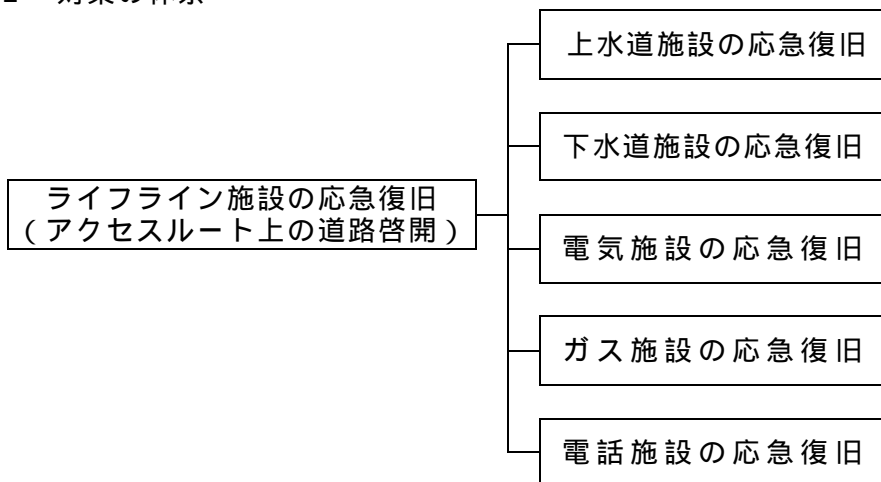 ライフライン施設の応急復旧
(アクセスルート上の道路啓開)
上水道施設の応急復旧
下水道施設の応急復旧
電気施設の応急復旧
ガス施設の応急復旧
電話施設の応急復旧